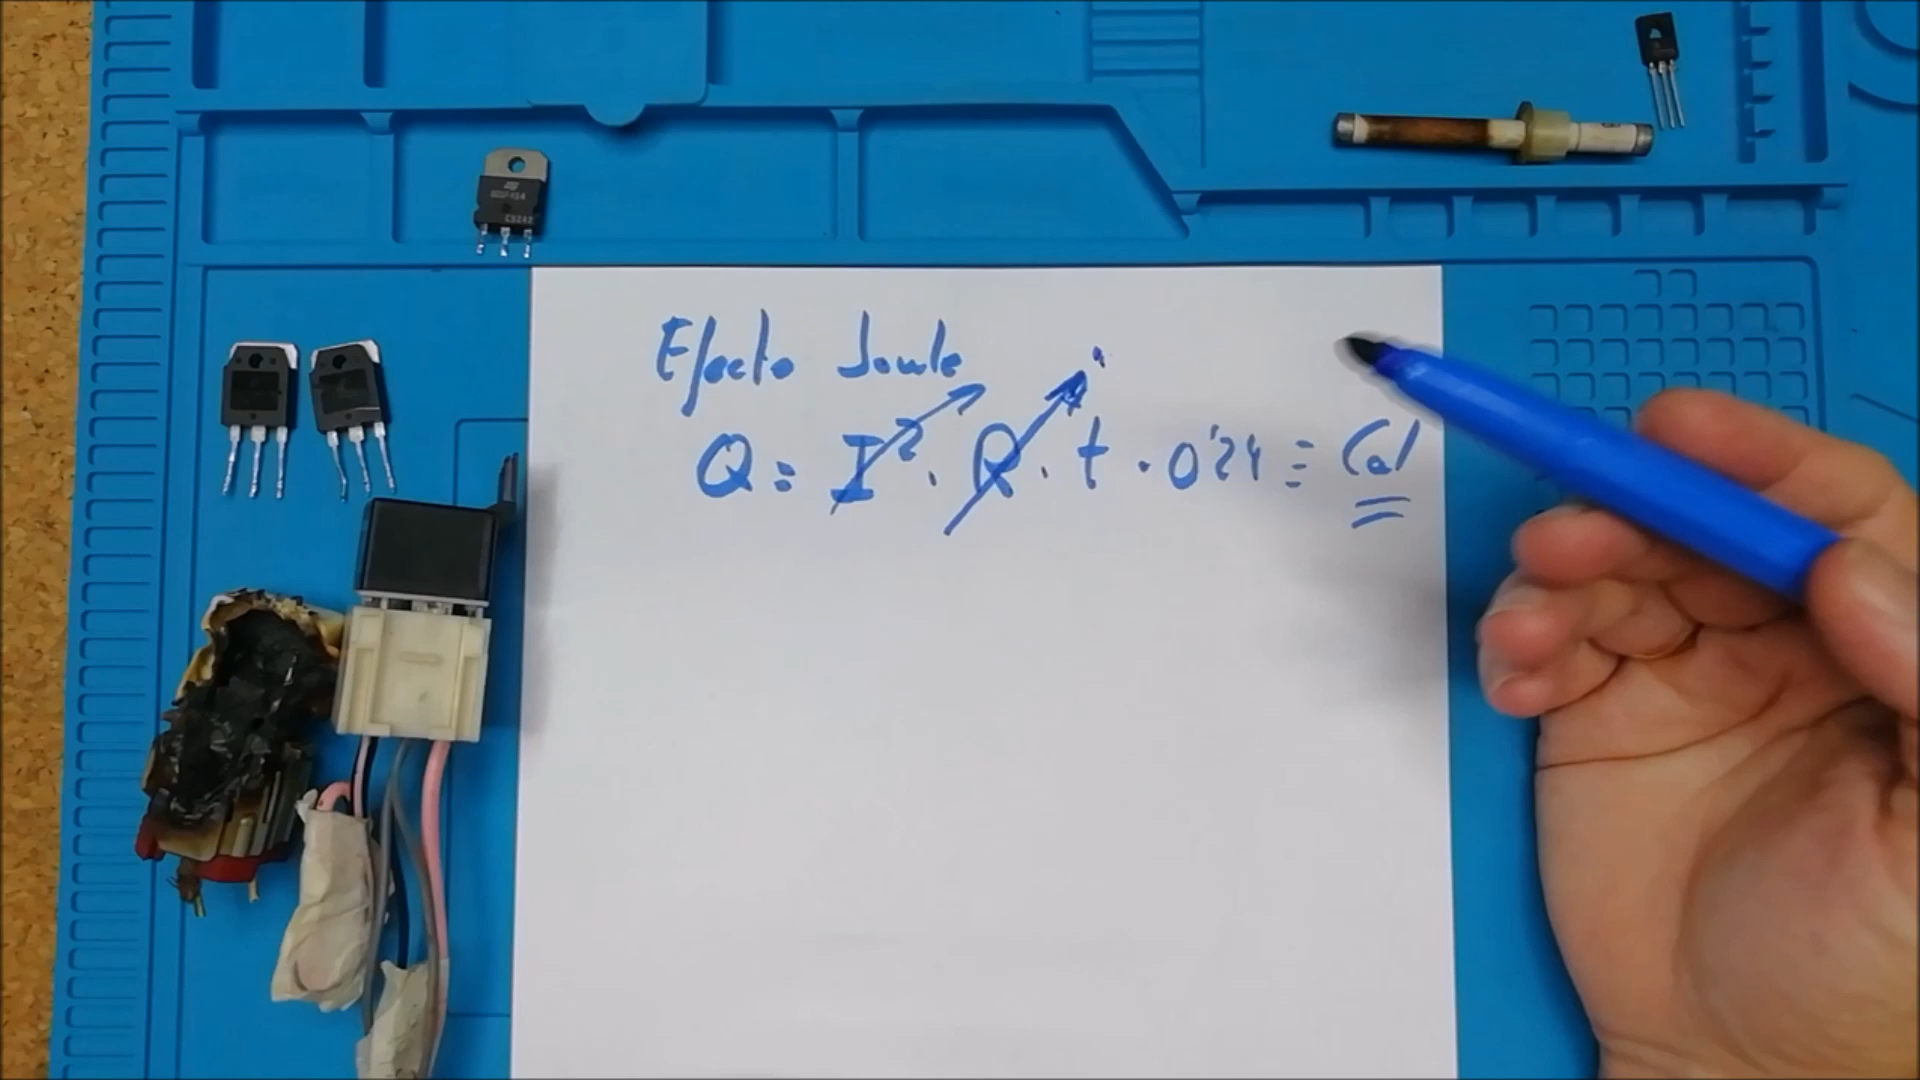 Efecto Joule
Q = I². R. t · 0'24 = Cal